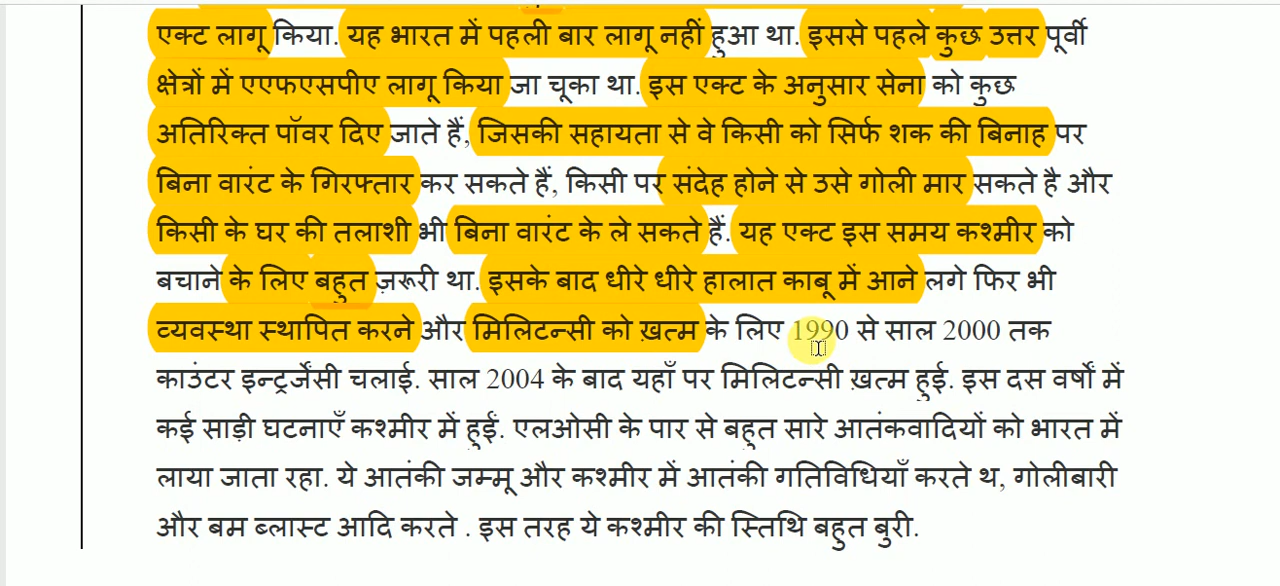 एक्ट लागू किया. यह भारत में पहली बार लागू नहीं हुआ था. इससे पहले कुछ उत्तर पूर्वी
क्षेत्रों में एएफएसपीए लागू किया जा चूका था. इस एक्ट के अनुसार सेना को कुछ
अतिरिक्त पॉवर दिए जाते हैं, जिसकी सहायता से वे किसी को सिर्फ शक की बिनाह पर
बिना वारंट के गिरफ्तार कर सकते हैं, किसी पर संदेह होने से उसे गोली मार सकते है और
किसी के घर की तलाशी भी बिना वारंट के ले सकते हैं. यह एक्ट इस समय कश्मीर को
बचाने के लिए बहुत ज़रूरी था. इसके बाद धीरे धीरे हालात काबू में आने लगे फिर भी
व्यवस्था स्थापित करने और मिलिटन्सी को ख़त्म के लिए 1990 से साल 2000 तक
काउंटर इन्ट्रर्जेंसी चलाई. साल 2004 के बाद यहाँ पर मिलिटन्सी ख़त्म हुई. इस दस वर्षों में
कई साड़ी घटनाएँ कश्मीर में हुईं. एलओसी के पार से बहुत सारे आतंकवादियों को भारत में
लाया जाता रहा. ये आतंकी जम्मू और कश्मीर में आतंकी गतिविधियाँ करते थ, गोलीबारी
और बम ब्लास्ट आदि करते . इस तरह ये कश्मीर की स्तिथि बहुत बुरी.